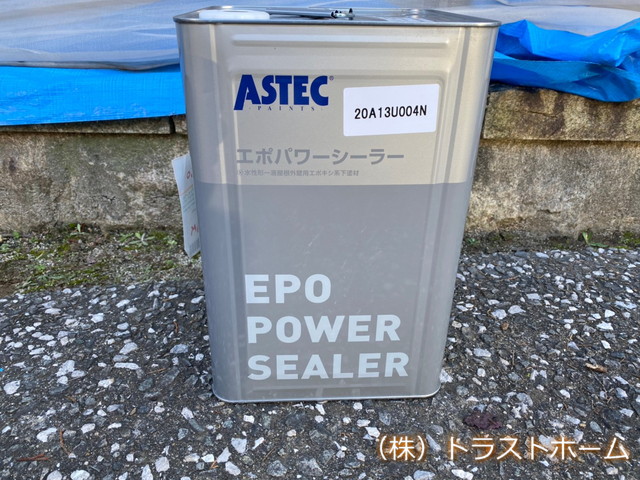 ASTEC
PAINTS
20A13U004N
エポパワーシーラー
EPO
POWER
SEALER
(株)トラストホーム